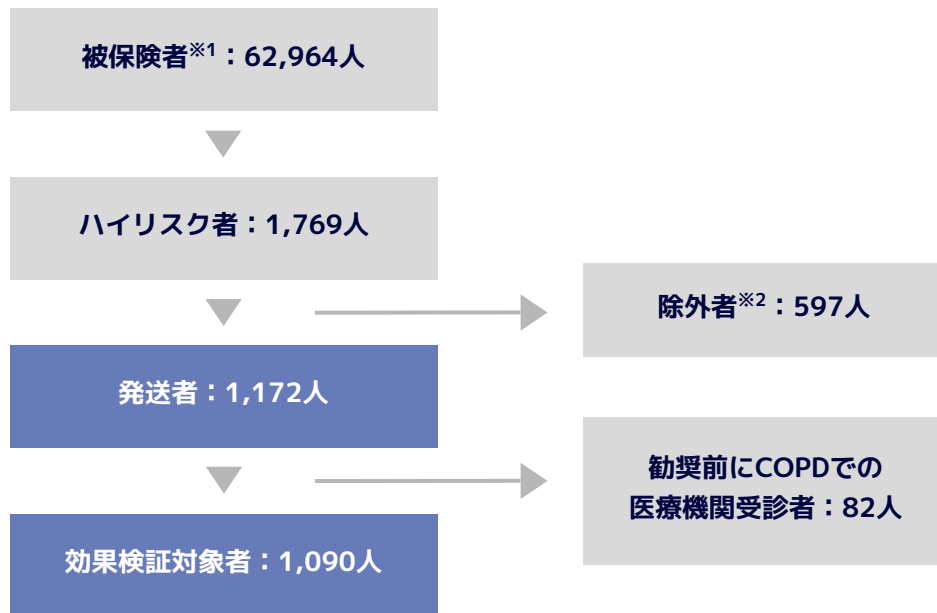 被保険者※1：62,964人
ハイリスク者：1,769人
除外者※2：597人
発送者：1,172人
勧奨前にCOPDでの
医療機関受診者：82人
効果検証対象者：1,090人